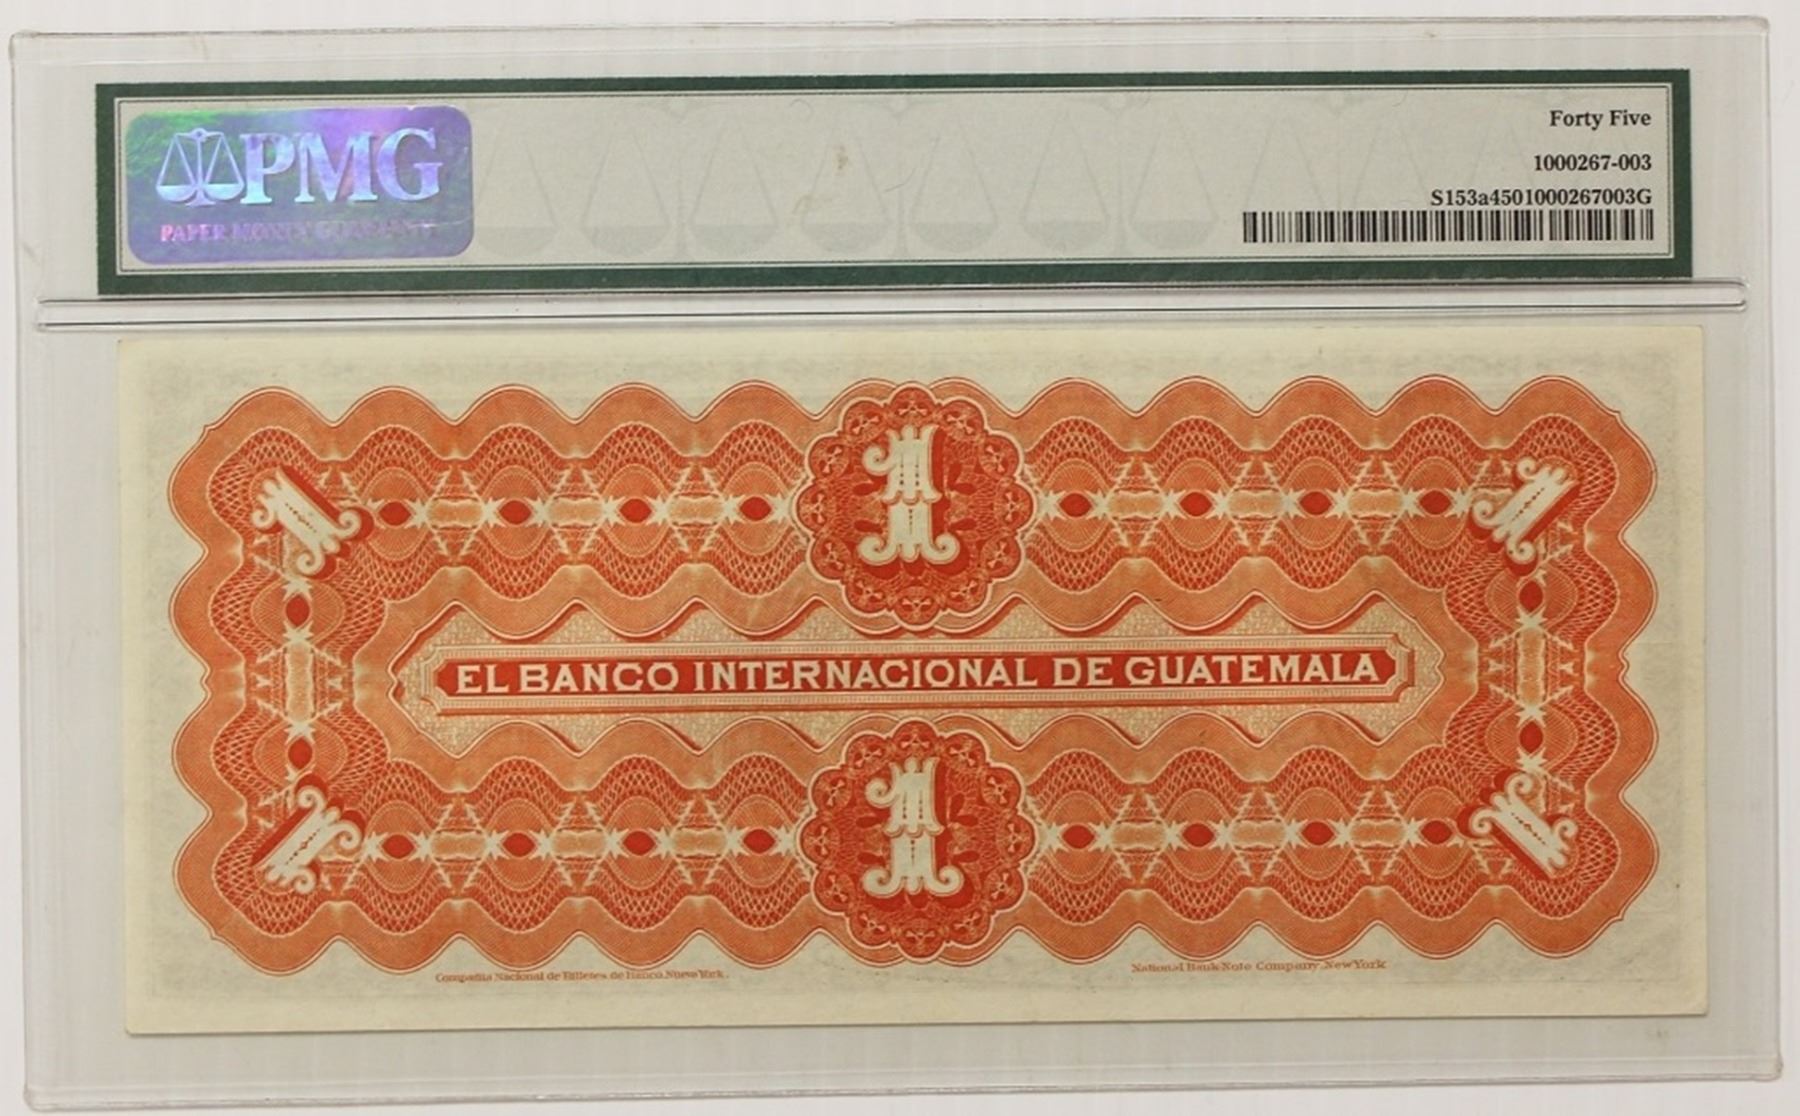 PMG
PAPER MONEY GUARANTY
Forty Five
1000267-003
S153a4501000267003G
1
1 1
EL BANCO INTERNACIONAL DE GUATEMALA
1
1 1
Compañia Nacional de Billetes de Banco, Nueva York.
National Bank Note Company, New York